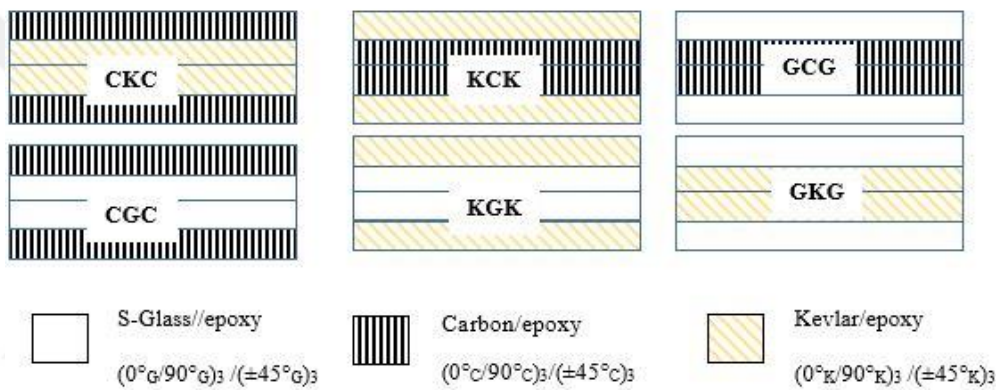 CKC
KCK
GCG
CGC
KGK
GKG
S-Glass//epoxy
(0°G/90°G)3 /(±45°G)3
Carbon/epoxy
(0°C/90°C)3/(±45°C)3
Kevlar/epoxy
(0°K/90°K)3 /(±45°K)3